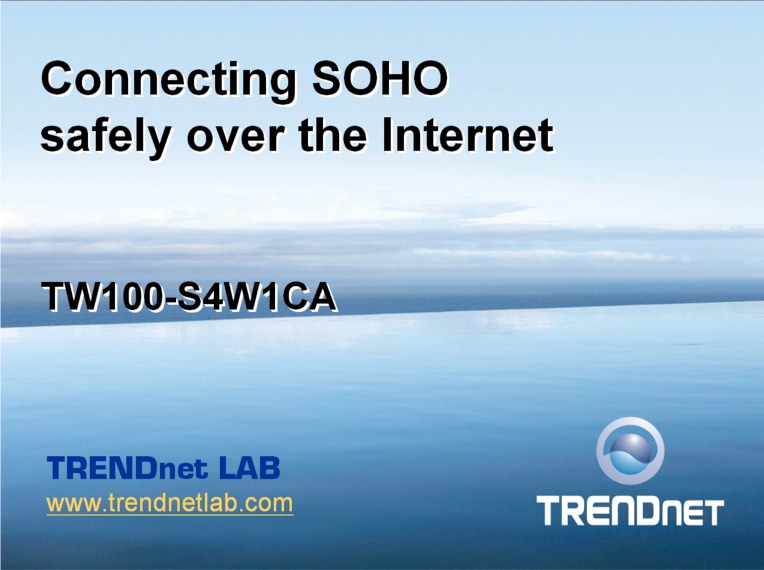 Connecting SOHO
safely over the Internet
TW100-S4W1CA
TRENDnet LAB
www.trendnetlab.com
TRENDNET